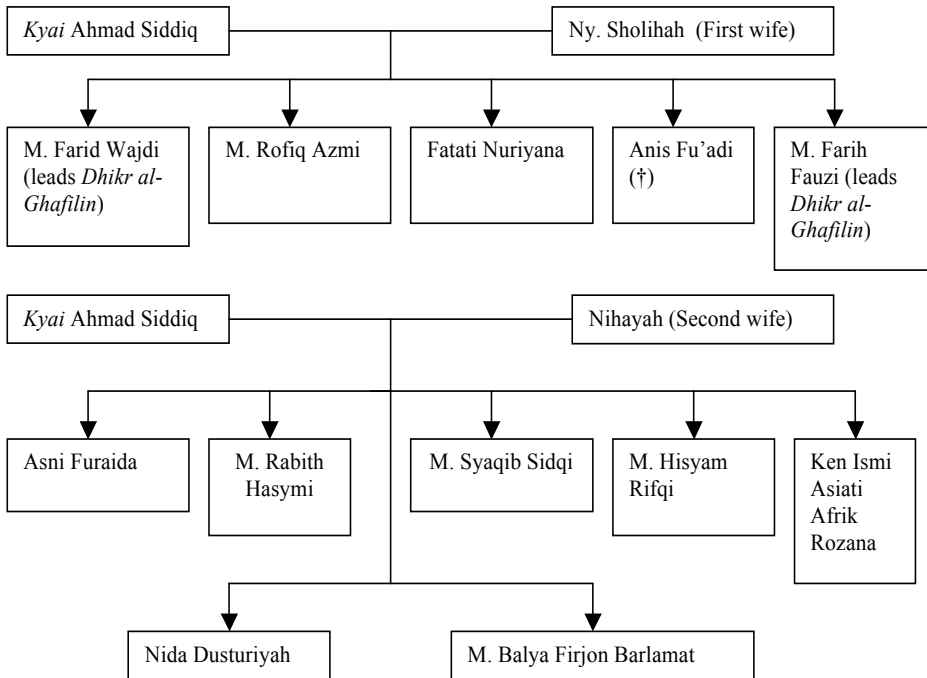 Kyai Ahmad Siddiq
Ny. Sholihah (First wife)
M. Farid Wajdi
(leads Dhikr al-
Ghafilin)
M. Rofiq Azmi
Fatati Nuriyana
Anis Fu’adi
(†)
M. Farih
Fauzi (leads
Dhikr al-
Ghafilin)
Kyai Ahmad Siddiq
Nihayah (Second wife)
Asni Furaida
M. Rabith
Hasymi
M. Syaqib Sidqi
M. Hisyam
Rifqi
Ken Ismi
Asiati
Afrik
Rozana
Nida Dusturiyah
M. Balya Firjon Barlamat